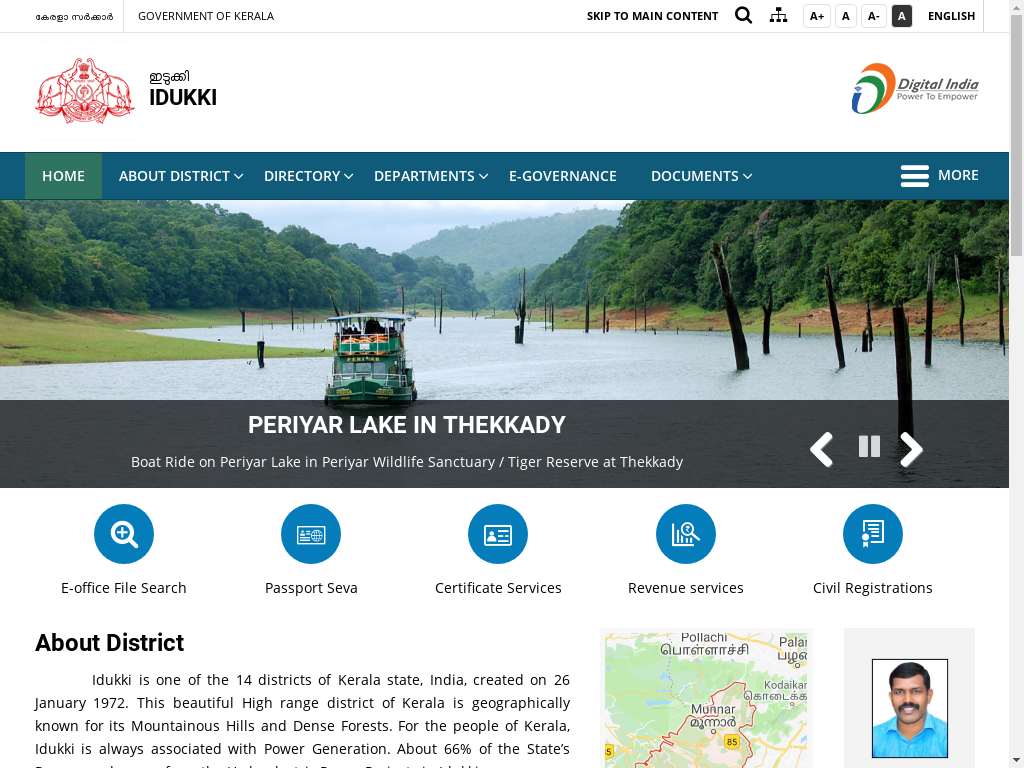 കേരളാ സർക്കാർ
GOVERNMENT OF KERALA
SKIP TO MAIN CONTENT
A+
A
A-
A
ENGLISH
ഇടുക്കി
IDUKKI
Digital India
Power To Empower
HOME
ABOUT DISTRICT
DIRECTORY
DEPARTMENTS
E-GOVERNANCE
DOCUMENTS
MORE
PERIYAR
PERIYAR LAKE IN THEKKADY
Boat Ride on Periyar Lake in Periyar Wildlife Sanctuary / Tiger Reserve at Thekkady
E-office File Search
Passport Seva
Certificate Services
Revenue services
Civil Registrations
About District
Idukki is one of the 14 districts of Kerala state, India, created on 26
January 1972. This beautiful High range district of Kerala is geographically
known for its Mountainous Hills and Dense Forests. For the people of Kerala,
Idukki is always associated with Power Generation. About 66% of the State's
Pollachi
பொள்ளாச்சி
Munnar
മൂന്നാർ
85
85